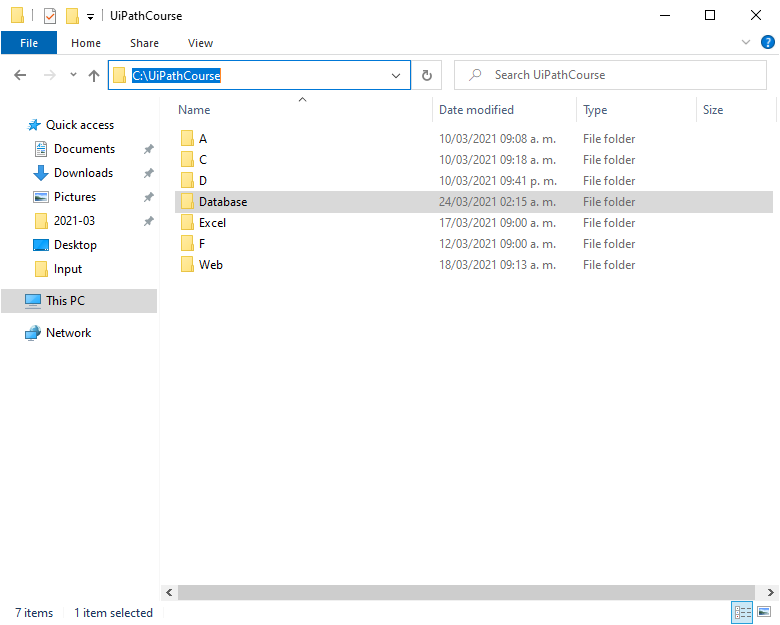 UiPathCourse
File Home Share View
C:\UiPathCourse Search UiPathCourse
Name Date modified Type Size
Quick access
Documents
Downloads
Pictures
2021-03
Desktop
Input
This PC
Network
A 10/03/2021 09:08 a. m. File folder
C 10/03/2021 09:18 a. m. File folder
D 10/03/2021 09:41 p. m. File folder
Database 24/03/2021 02:15 a. m. File folder
Excel 17/03/2021 09:00 a. m. File folder
F 12/03/2021 09:00 a. m. File folder
Web 18/03/2021 09:13 a. m. File folder
7 items 1 item selected